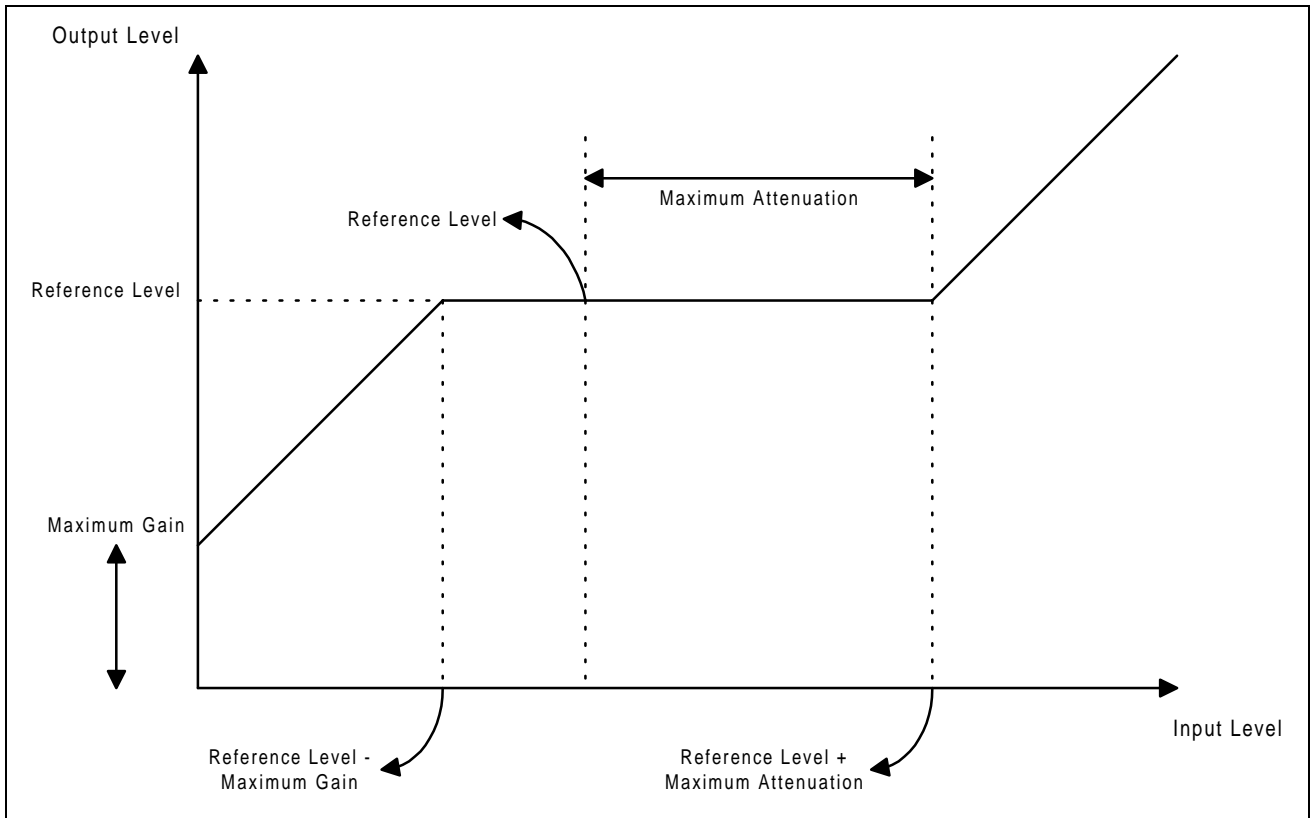 Output Level
Maximum Attenuation
Reference Level
Reference Level
Maximum Gain
Input Level
Reference Level -
Maximum Gain
Reference Level +
Maximum Attenuation